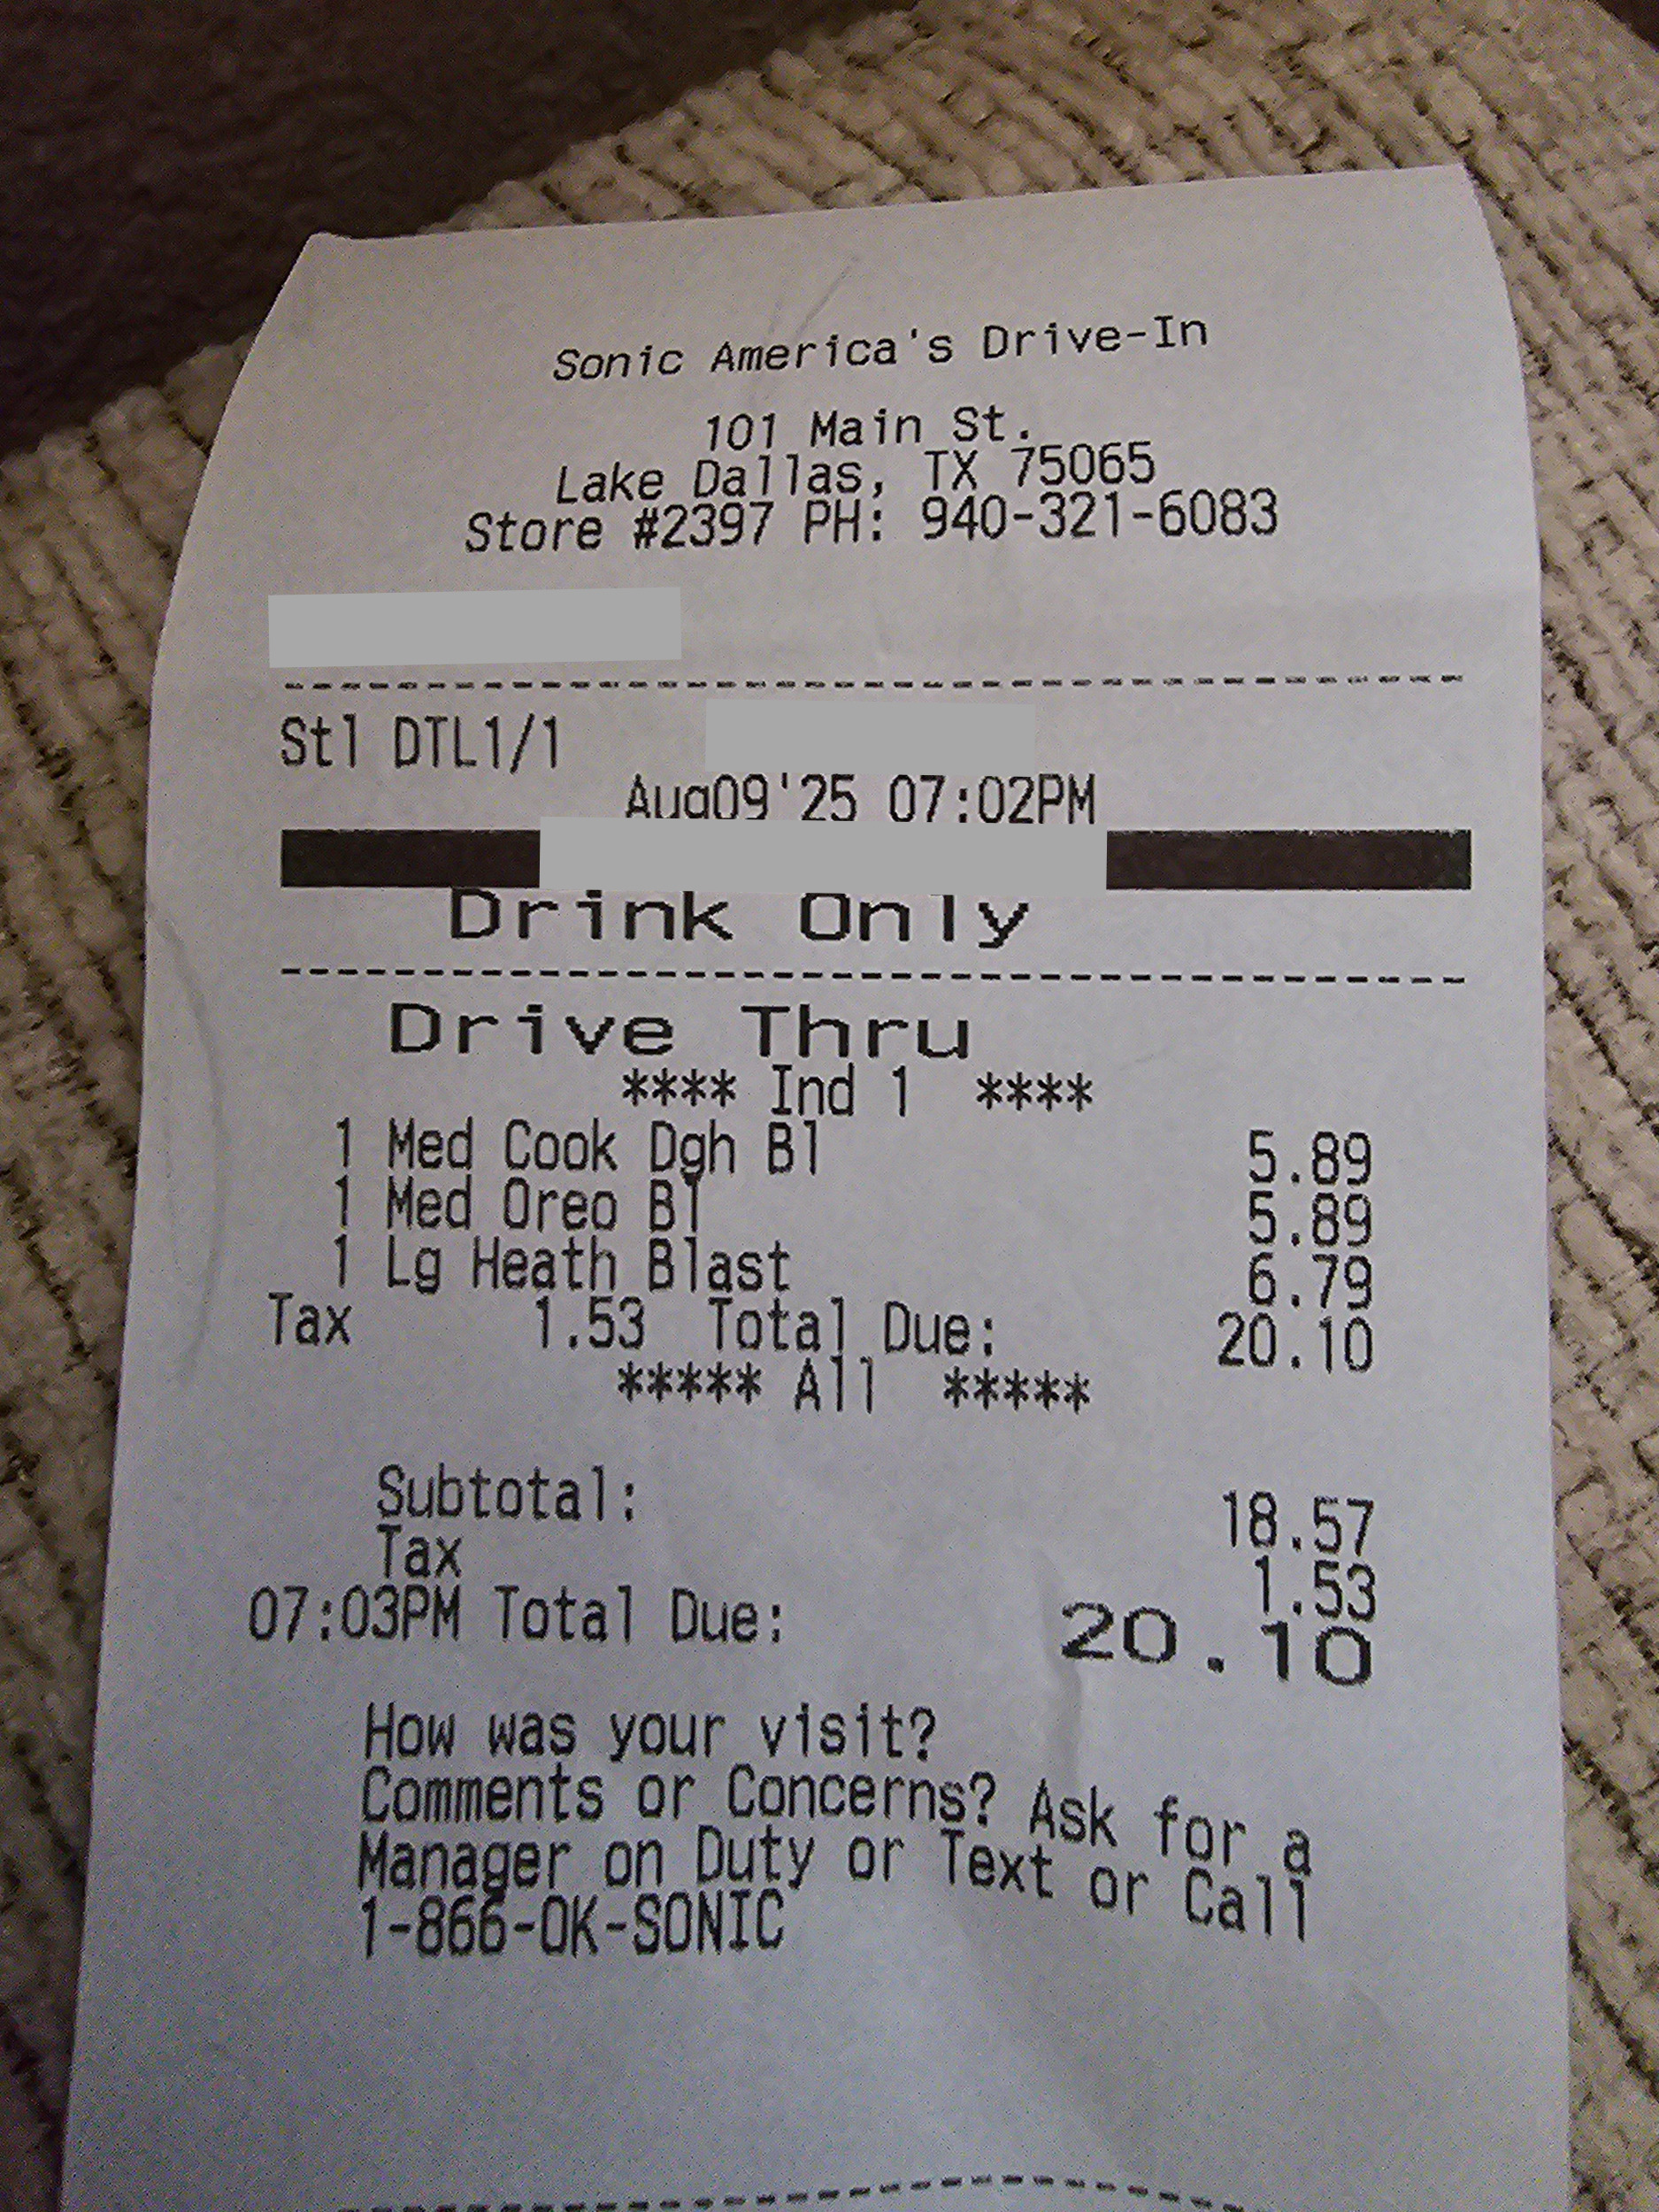 Sonic America's Drive-In
101 Main St.
Lake Dallas, TX 75065
Store #2397 PH: 940-321-6083
Stl DTL1/1
Aug09'25 07:02PM
Drink Only
Drive Thru
**** Ind 1 ****
1 Med Cook Dgh Bl 5.89
1 Med Oreo Bl 5.89
1 Lg Heath Blast 6.79
Tax 1.53 Total Due: 20.10
***** All *****
Subtotal: 18.57
Tax 1.53
07:03PM Total Due: 20.10
How was your visit?
Comments or Concerns? Ask for a
Manager on Duty or Text or Call
1-866-OK-SONIC